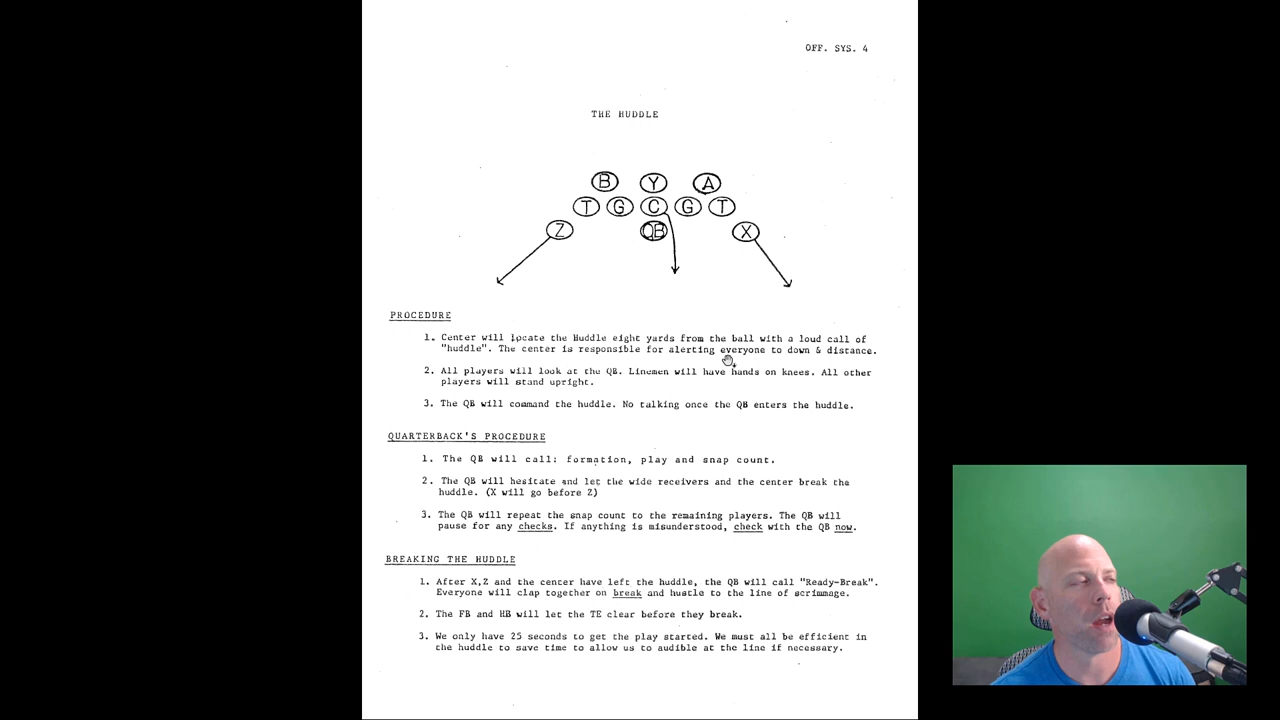 OFF. SYS. 4
THE HUDDLE
B Y A
T G C G T
Z QB X
PROCEDURE
1. Center will locate the Huddle eight yards from the ball with a loud call of
"huddle". The center is responsible for alerting everyone to down & distance.
2. All players will look at the QB. Linemen will have hands on knees. All other
players will stand upright.
3. The QB will command the huddle. No talking once the QB enters the huddle.
QUARTERBACK'S PROCEDURE
1. The QB will call: formation, play and snap count.
2. The QB will hesitate and let the wide receivers and the center break the
huddle. (X will go before Z)
3. The QB will repeat the snap count to the remaining players. The QB will
pause for any checks. If anything is misunderstood, check with the QB now.
BREAKING THE HUDDLE
1. After X,Z and the center have left the huddle, the QB will call "Ready-Break".
Everyone will clap together on break and hustle to the line of scrimmage.
2. The FB and HB will let the TE clear before they break.
3. We only have 25 seconds to get the play started. We must all be efficient in
the huddle to save time to allow us to audible at the line if necessary.